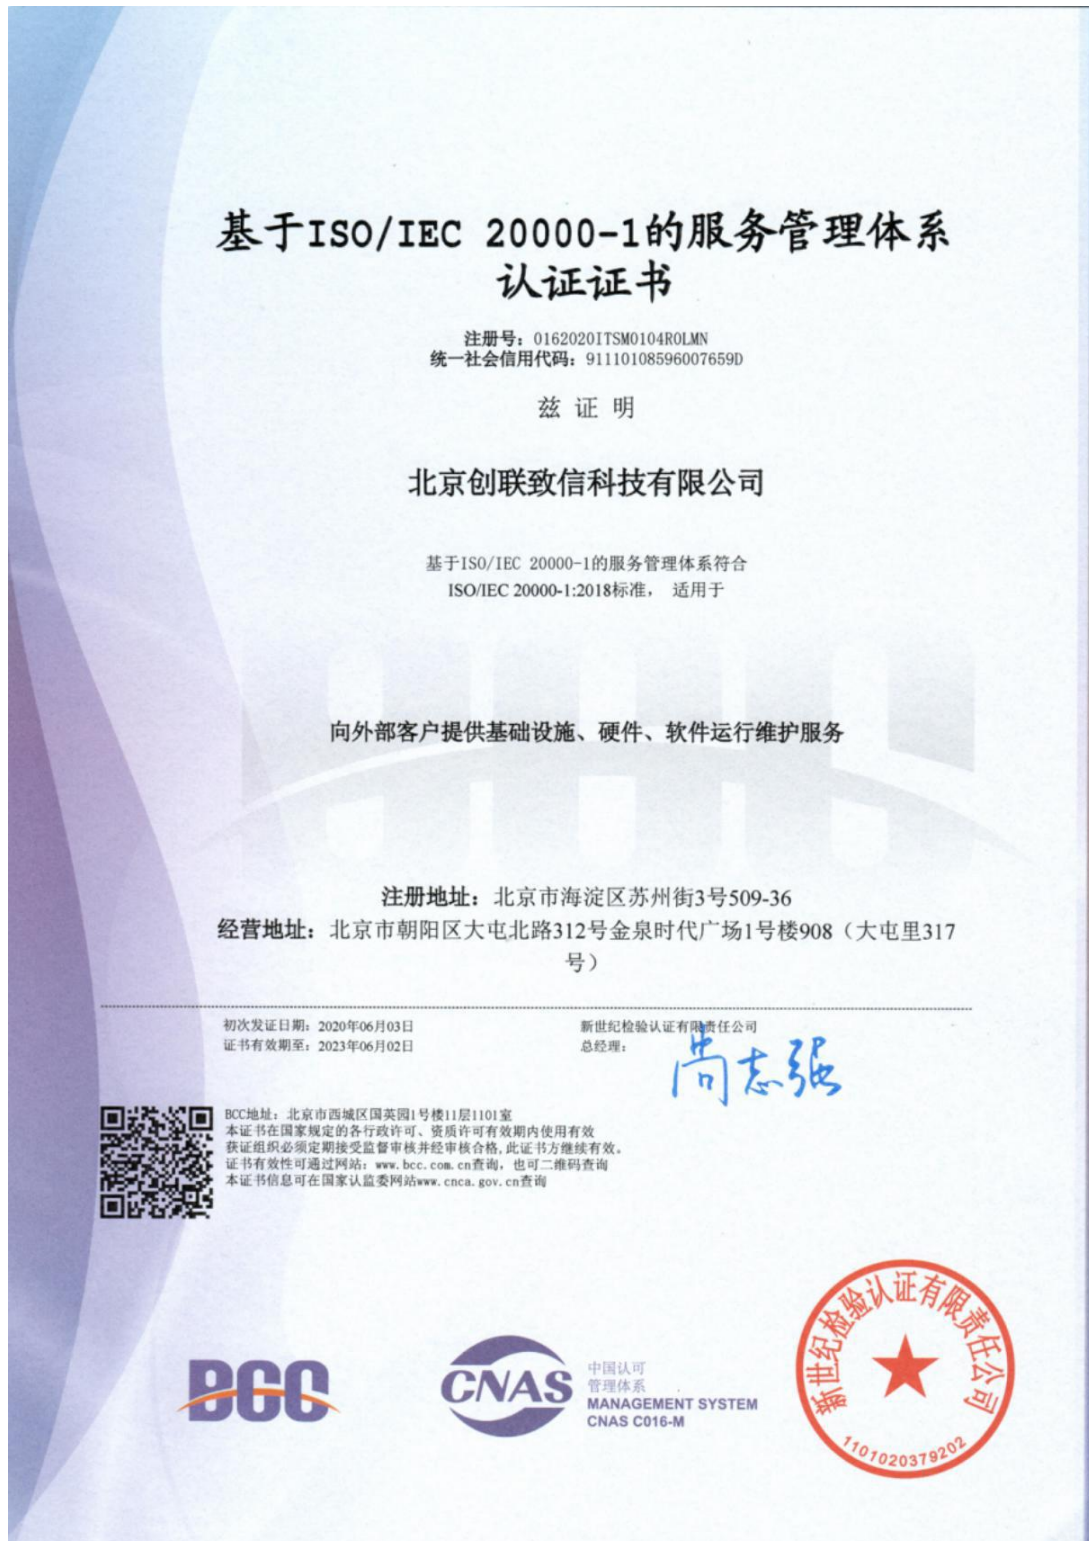 基于ISO/IEC 20000-1的服务管理体系
认证证书
注册号：0162020ITSM0104R0LMN
统一社会信用代码：91110108596007659D
兹 证 明
北京创联致信科技有限公司
基于ISO/IEC 20000-1的服务管理体系符合
ISO/IEC 20000-1:2018标准， 适用于
向外部客户提供基础设施、硬件、软件运行维护服务
注册地址：北京市海淀区苏州街3号509-36
经营地址：北京市朝阳区大屯北路312号金泉时代广场1号楼908（大屯里317
号）
初次发证日期：2020年06月03日
证书有效期至：2023年06月02日
新世纪检验认证有限责任公司
总经理：
尚志强
BCC地址：北京市西城区国英园1号楼11层1101室
本证书在国家规定的各行政许可、资质许可有效期内使用有效
获证组织必须定期接受监督审核并经审核合格,此证书方继续有效。
证书有效性可通过网站：www.bcc.com.cn查询，也可二维码查询
本证书信息可在国家认监委网站www.cnca.gov.cn查询
BCC
CNAS
中国认可
管理体系
MANAGEMENT SYSTEM
CNAS C016-M
新世纪检验认证有限责任公司
1101020379202